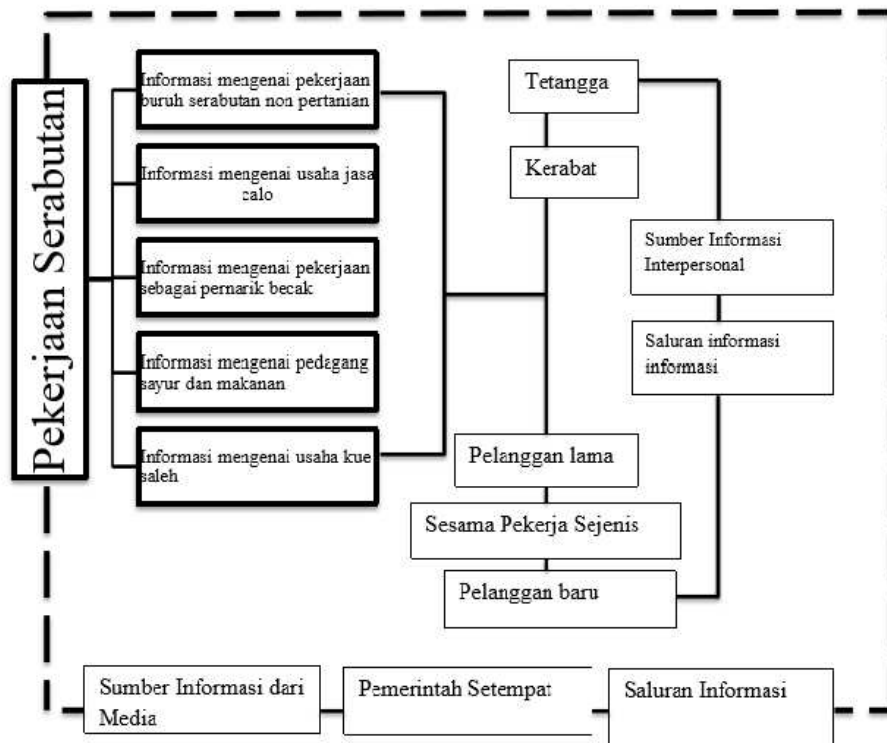 Pekerjaan Serabutan
Informasi mengenai pekerjaan
buruh serabutan non pertanian
Informasi mengenai usaha jasa
calo
Informasi mengenai pekerjaan
sebagai pernarik becak
Informasi mengenai pedagang
sayur dan makanan
Informasi mengenai usaha kue
saleh
Tetangga
Kerabat
Sumber Informasi
Interpersonal
Saluran informasi
informasi
Pelanggan lama
Sesama Pekerja Sejenis
Pelanggan baru
Sumber Informasi dari
Media
Pemerintah Setempat
Saluran Informasi